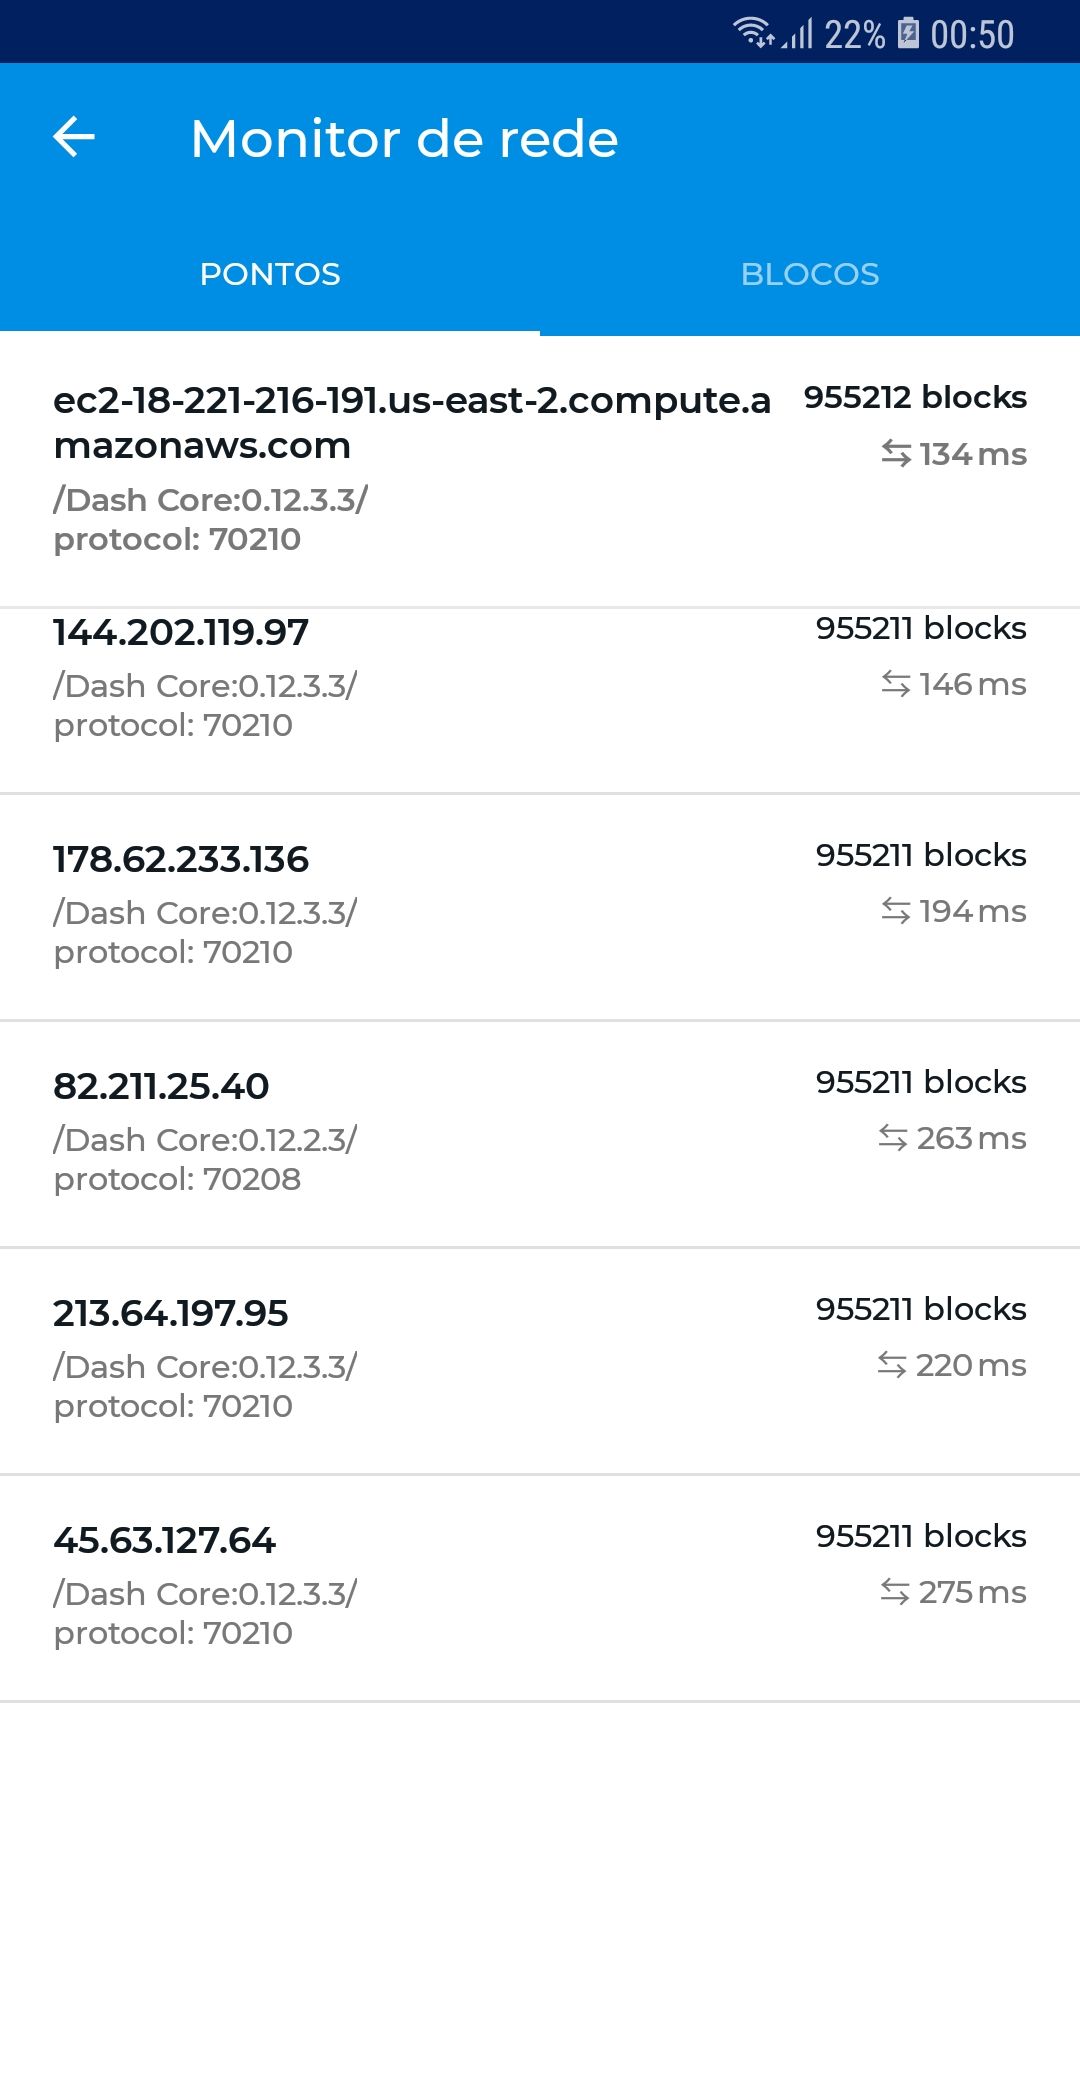 22% 00:50
Monitor de rede
PONTOS BLOCOS
ec2-18-221-216-191.us-east-2.compute.a 955212 blocks
mazonaws.com
134 ms
/Dash Core:0.12.3.3/
protocol: 70210
144.202.119.97 955211 blocks
/Dash Core:0.12.3.3/ 146 ms
protocol: 70210
178.62.233.136 955211 blocks
/Dash Core:0.12.3.3/ 194 ms
protocol: 70210
82.211.25.40 955211 blocks
/Dash Core:0.12.2.3/ 263 ms
protocol: 70208
213.64.197.95 955211 blocks
/Dash Core:0.12.3.3/ 220 ms
protocol: 70210
45.63.127.64 955211 blocks
/Dash Core:0.12.3.3/ 275 ms
protocol: 70210